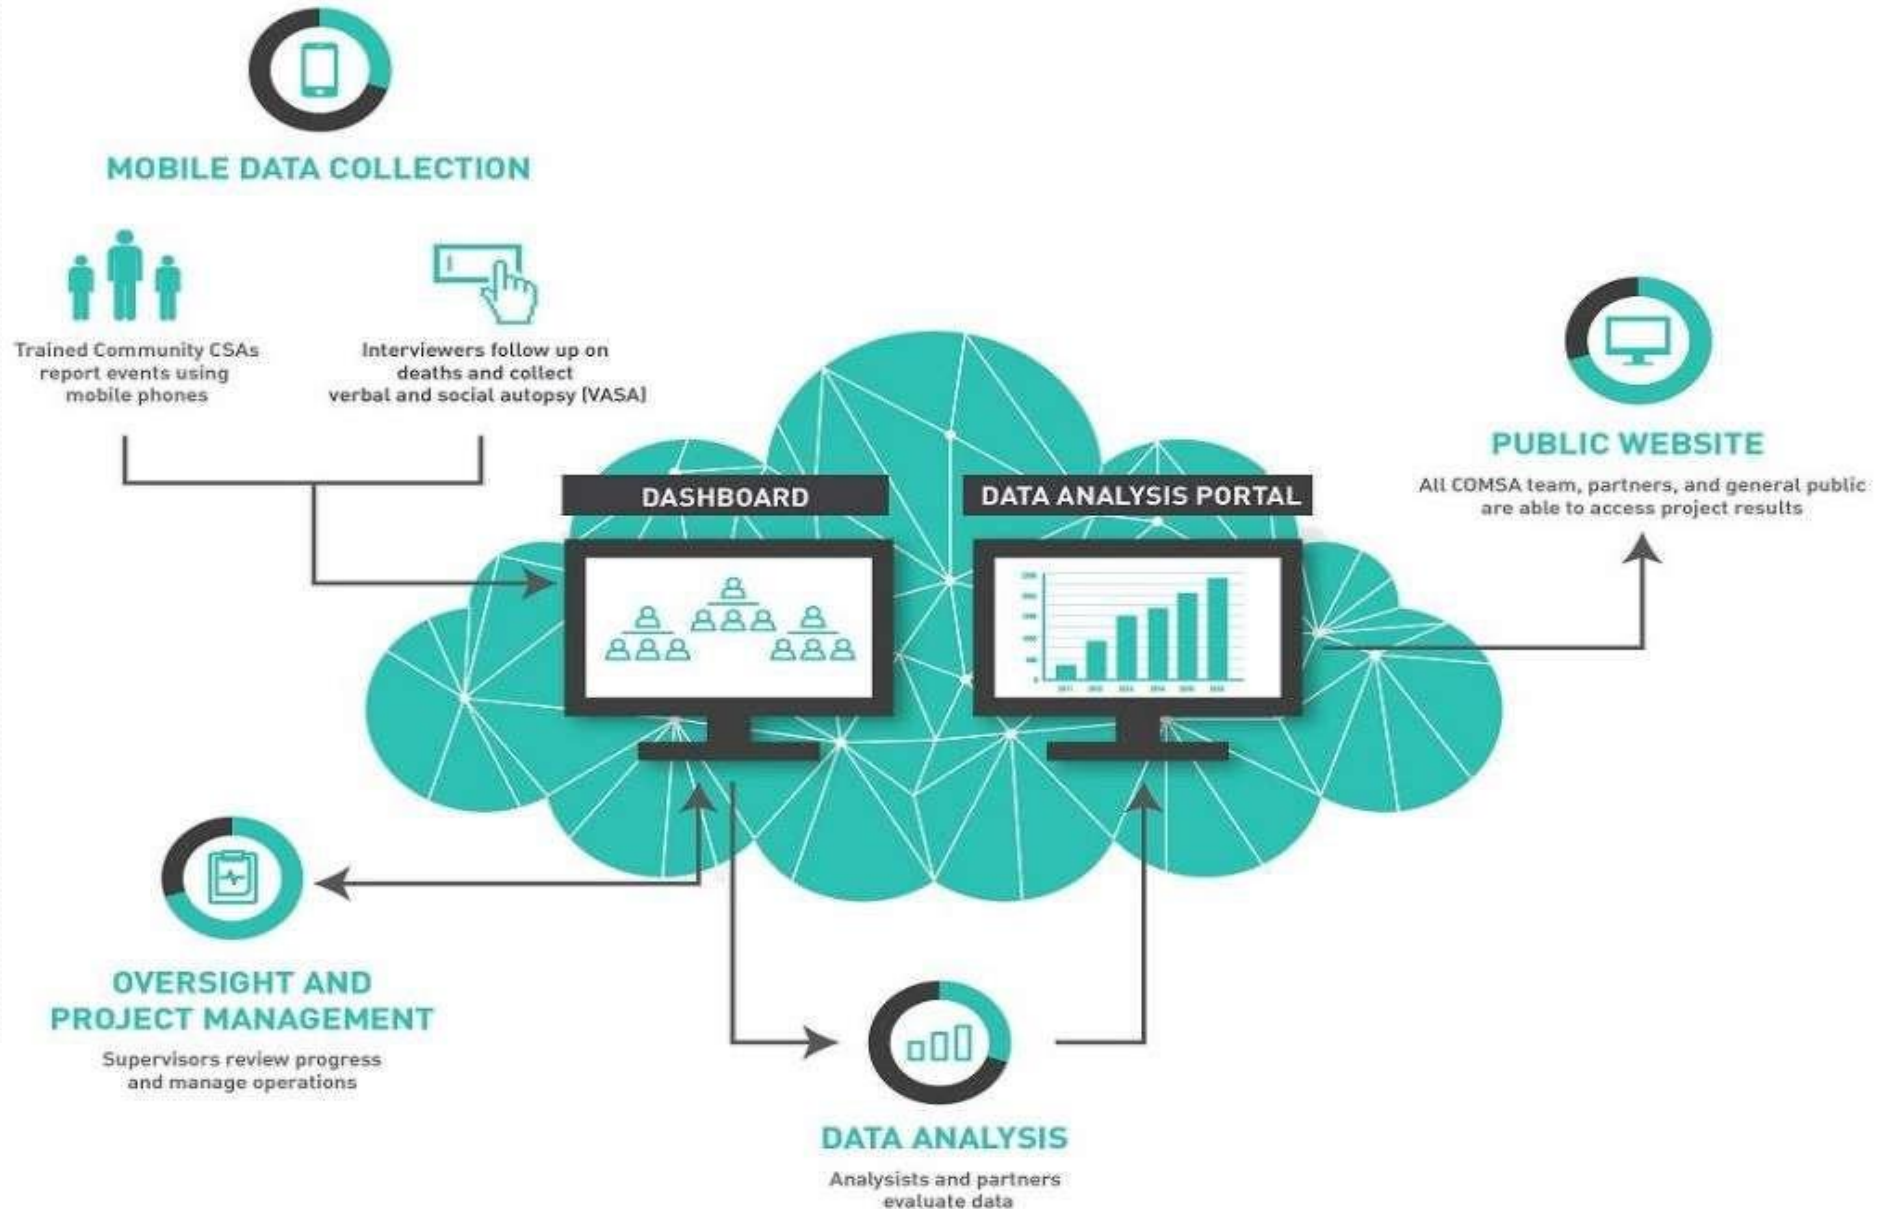 MOBILE DATA COLLECTION
Trained Community CSAs
report events using
mobile phones
Interviewers follow up on
deaths and collect
verbal and social autopsy (VASA)
DASHBOARD
DATA ANALYSIS PORTAL
PUBLIC WEBSITE
All COMSA team, partners, and general public
are able to access project results
OVERSIGHT AND
PROJECT MANAGEMENT
Supervisors review progress
and manage operations
DATA ANALYSIS
Analysists and partners
evaluate data